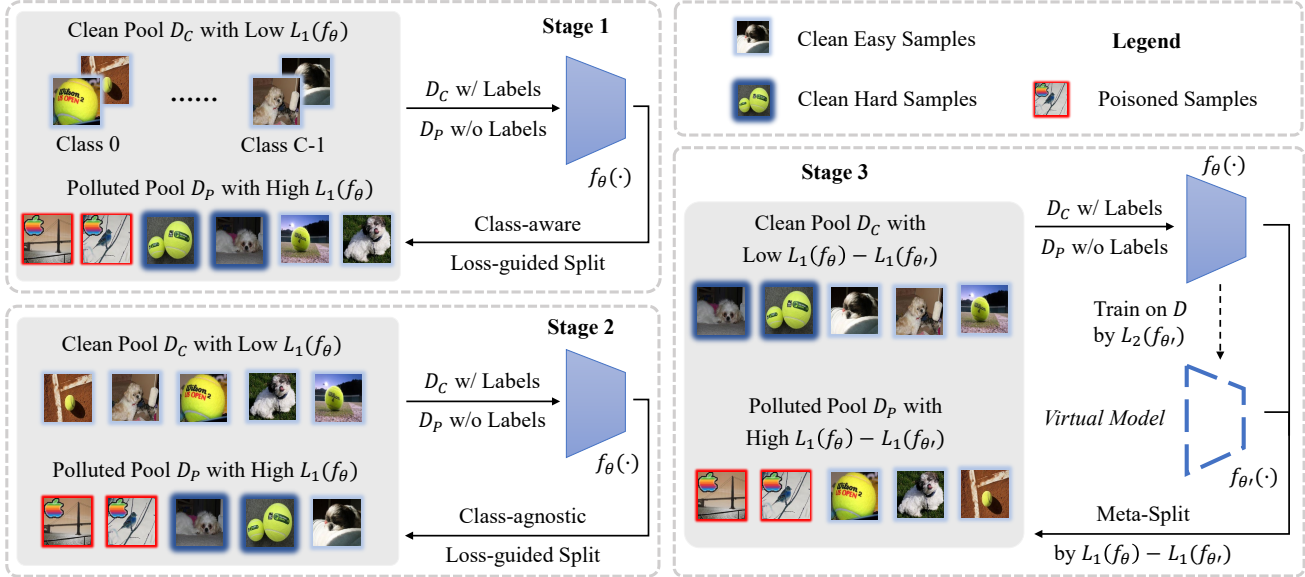 Stage 1
Clean Pool D_C with Low L_1(f_θ)
......
Class 0
Class C-1
Polluted Pool D_P with High L_1(f_θ)
D_C w/ Labels
D_P w/o Labels
f_θ(·)
Class-aware
Loss-guided Split
Stage 2
Clean Pool D_C with Low L_1(f_θ)
Polluted Pool D_P with High L_1(f_θ)
D_C w/ Labels
D_P w/o Labels
f_θ(·)
Class-agnostic
Loss-guided Split
Clean Easy Samples
Legend
Clean Hard Samples
Poisoned Samples
Stage 3
Clean Pool D_C with
Low L_1(f_θ) − L_1(f_θ′)
Polluted Pool D_P with
High L_1(f_θ) − L_1(f_θ′)
f_θ(·)
D_C w/ Labels
D_P w/o Labels
Train on D
by L_2(f_θ′)
Virtual Model
f_θ′(·)
Meta-Split
by L_1(f_θ) − L_1(f_θ′)